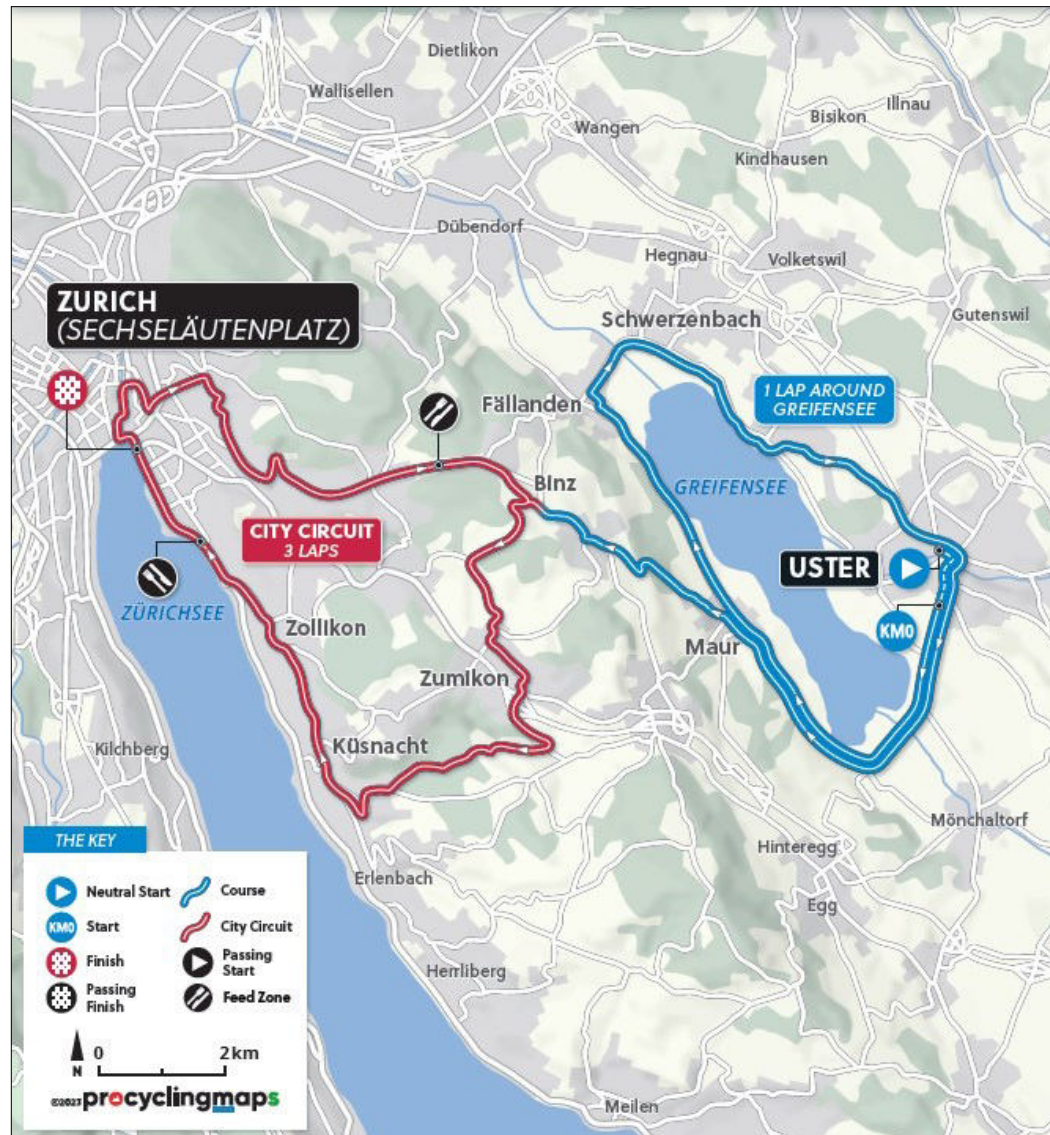 Dietlikon
Wallisellen
Illnau
Bisikon
Wangen
Kindhausen
Dübendorf
Hegnau
Volketswil
ZURICH
(SECHSELÄUTENPLATZ)
Gutenswil
Schwerzenbach
1 LAP AROUND
GREIFENSEE
Fällanden
Binz
GREIFENSEE
CITY CIRCUIT
3 LAPS
USTER
ZÜRICHSEE
Zollikon
KM0
Maur
Zumikon
Küsnacht
Kilchberg
Mönchaltorf
Hinteregg
Erlenbach
Egg
Herrliberg
Meilen
THE KEY
Neutral Start
Course
KM0
Start
City Circuit
Finish
Passing
Start
Passing
Finish
Feed Zone
N
0 2km
©2023 procyclingmaps